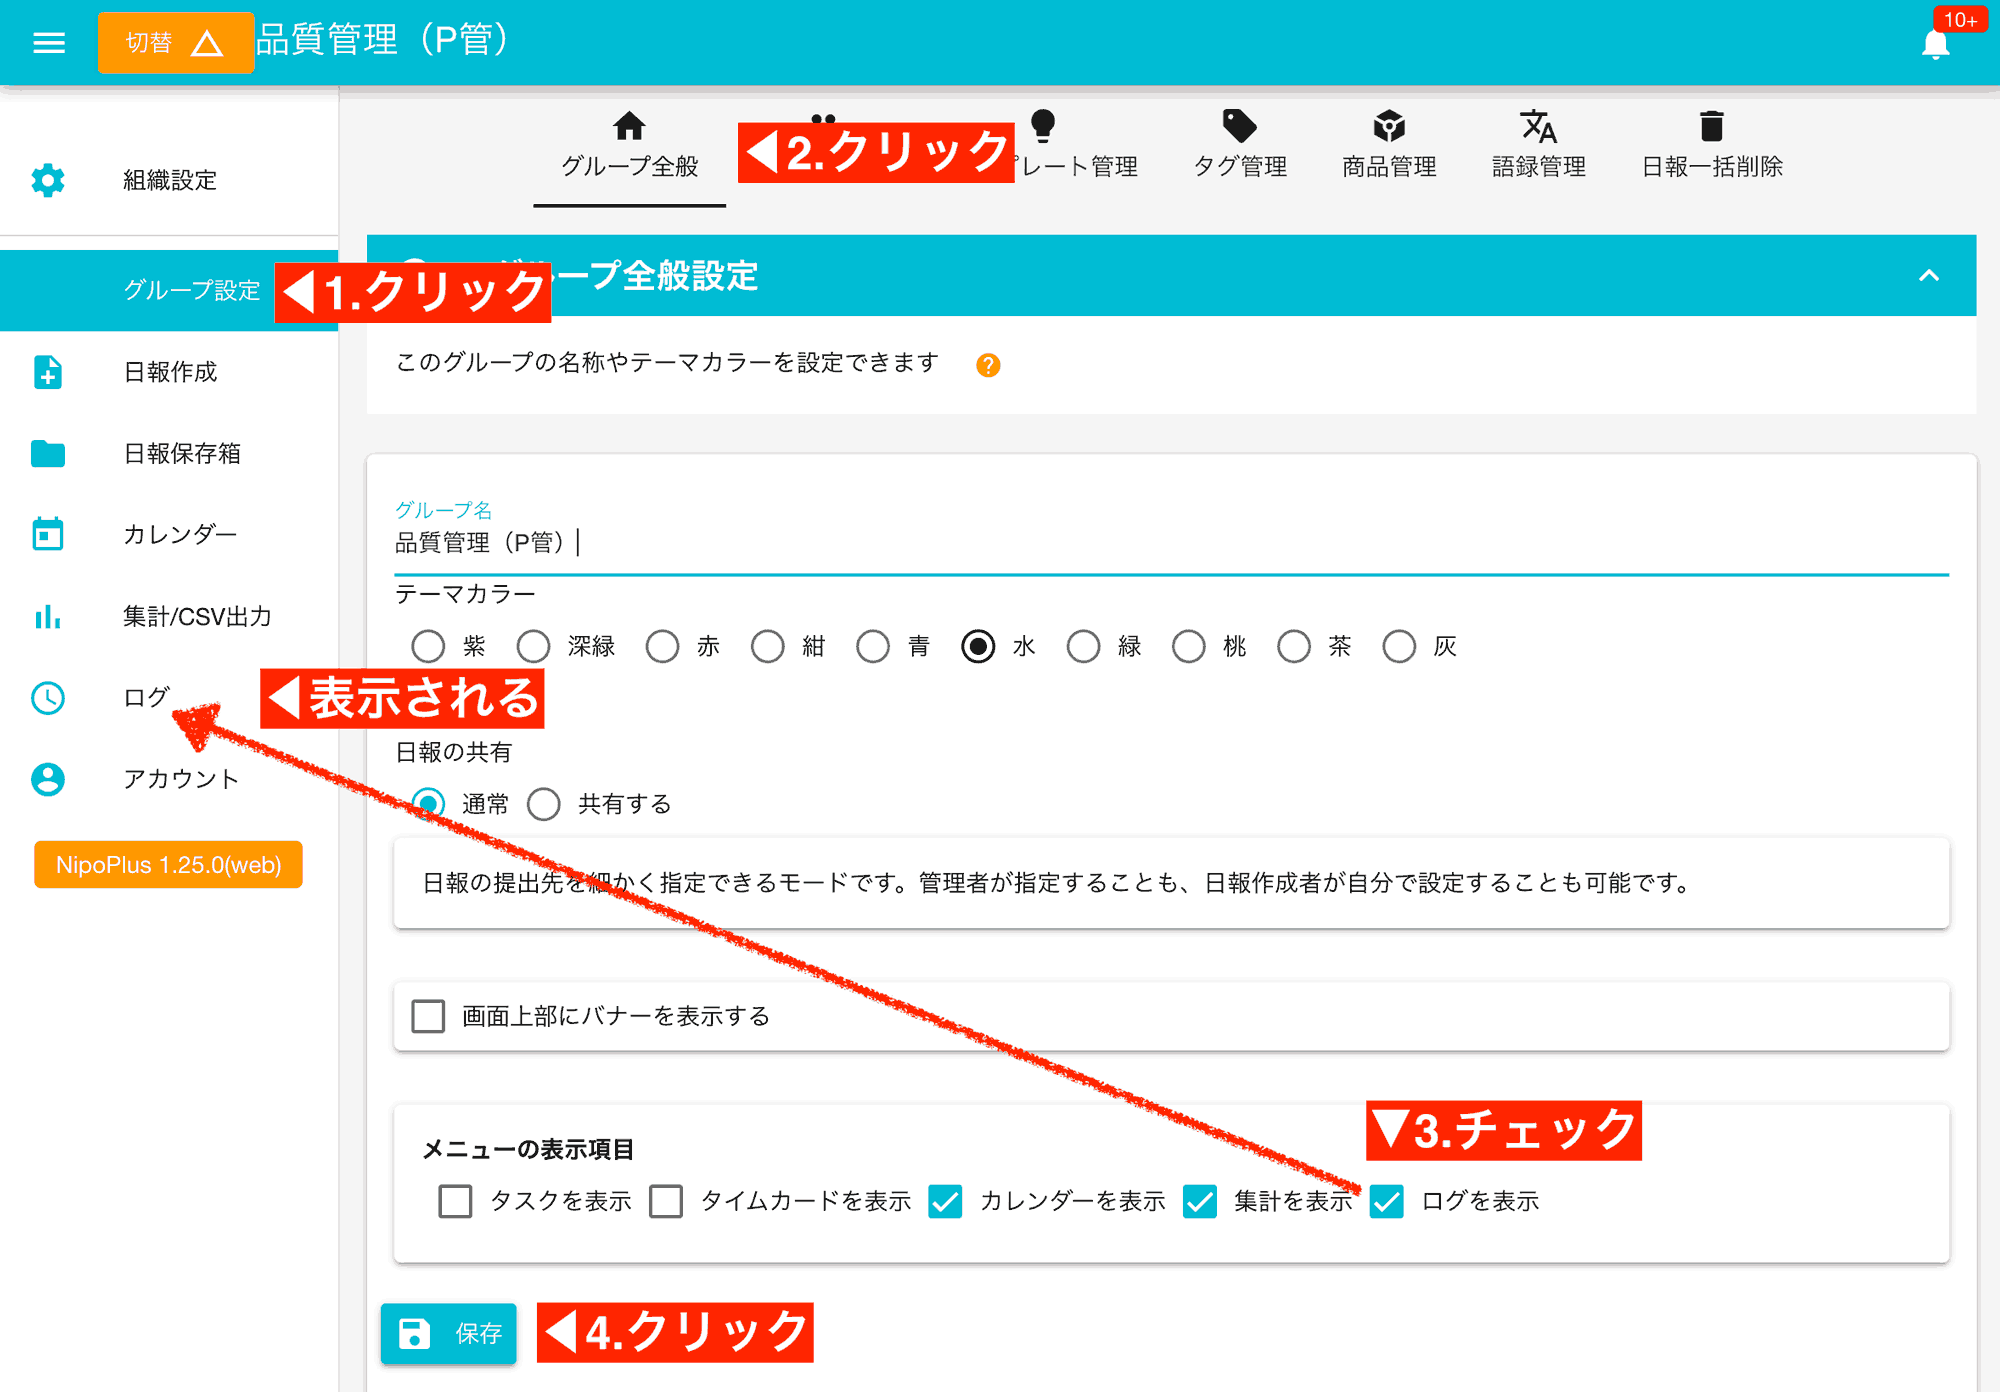 切替 品質管理（P管）
10+
組織設定
グループ設定
日報作成
日報保存箱
カレンダー
集計/CSV出力
ログ
アカウント
NipoPlus 1.25.0(web)
◀1.クリック
◀表示される
グループ全般
◀2.クリック
プレート管理
タグ管理
商品管理
語録管理
日報一括削除
グループ全般設定
このグループの名称やテーマカラーを設定できます ?
グループ名
品質管理（P管）
テーマカラー
紫 深緑 赤 紺 青 水 緑 桃 茶 灰
日報の共有
通常 共有する
日報の提出先を細かく指定できるモードです。管理者が指定することも、日報作成者が自分で設定することも可能です。
画面上部にバナーを表示する
▼3.チェック
メニューの表示項目
タスクを表示 タイムカードを表示 カレンダーを表示 集計を表示 ログを表示
保存
◀4.クリック